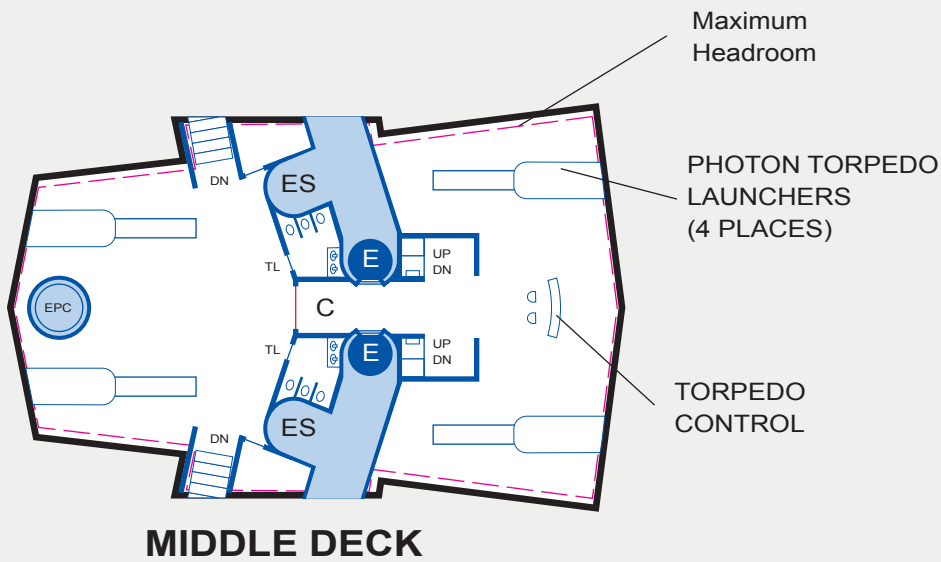 Maximum
Headroom
PHOTON TORPEDO
LAUNCHERS
(4 PLACES)
DN
ES
E
UP
DN
TL
EPC
C
TL
E
UP
DN
ES
DN
TORPEDO
CONTROL
MIDDLE DECK